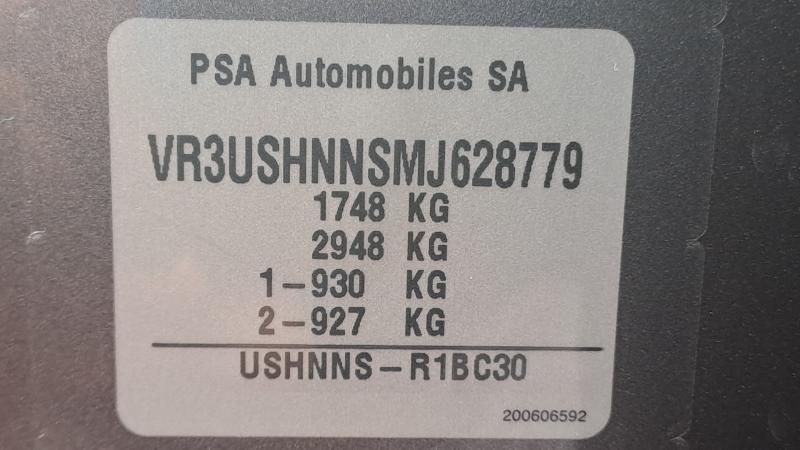 PSA Automobiles SA
VR3USHNNSMJ628779
1748 KG
2948 KG
1-930 KG
2-927 KG
USHNNS-R1BC30
200606592